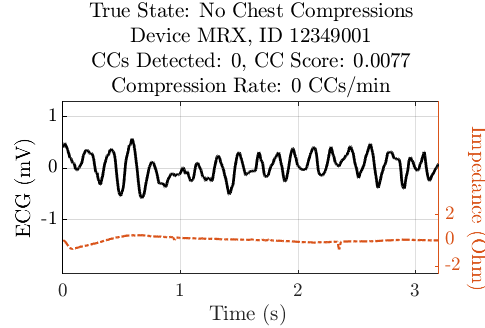 True State: No Chest Compressions
Device MRX, ID 12349001
CCs Detected: 0, CC Score: 0.0077
Compression Rate: 0 CCs/min
1
0
-1
ECG (mV)
2
0
-2
Impedance (Ohm)
0
1
2
3
Time (s)